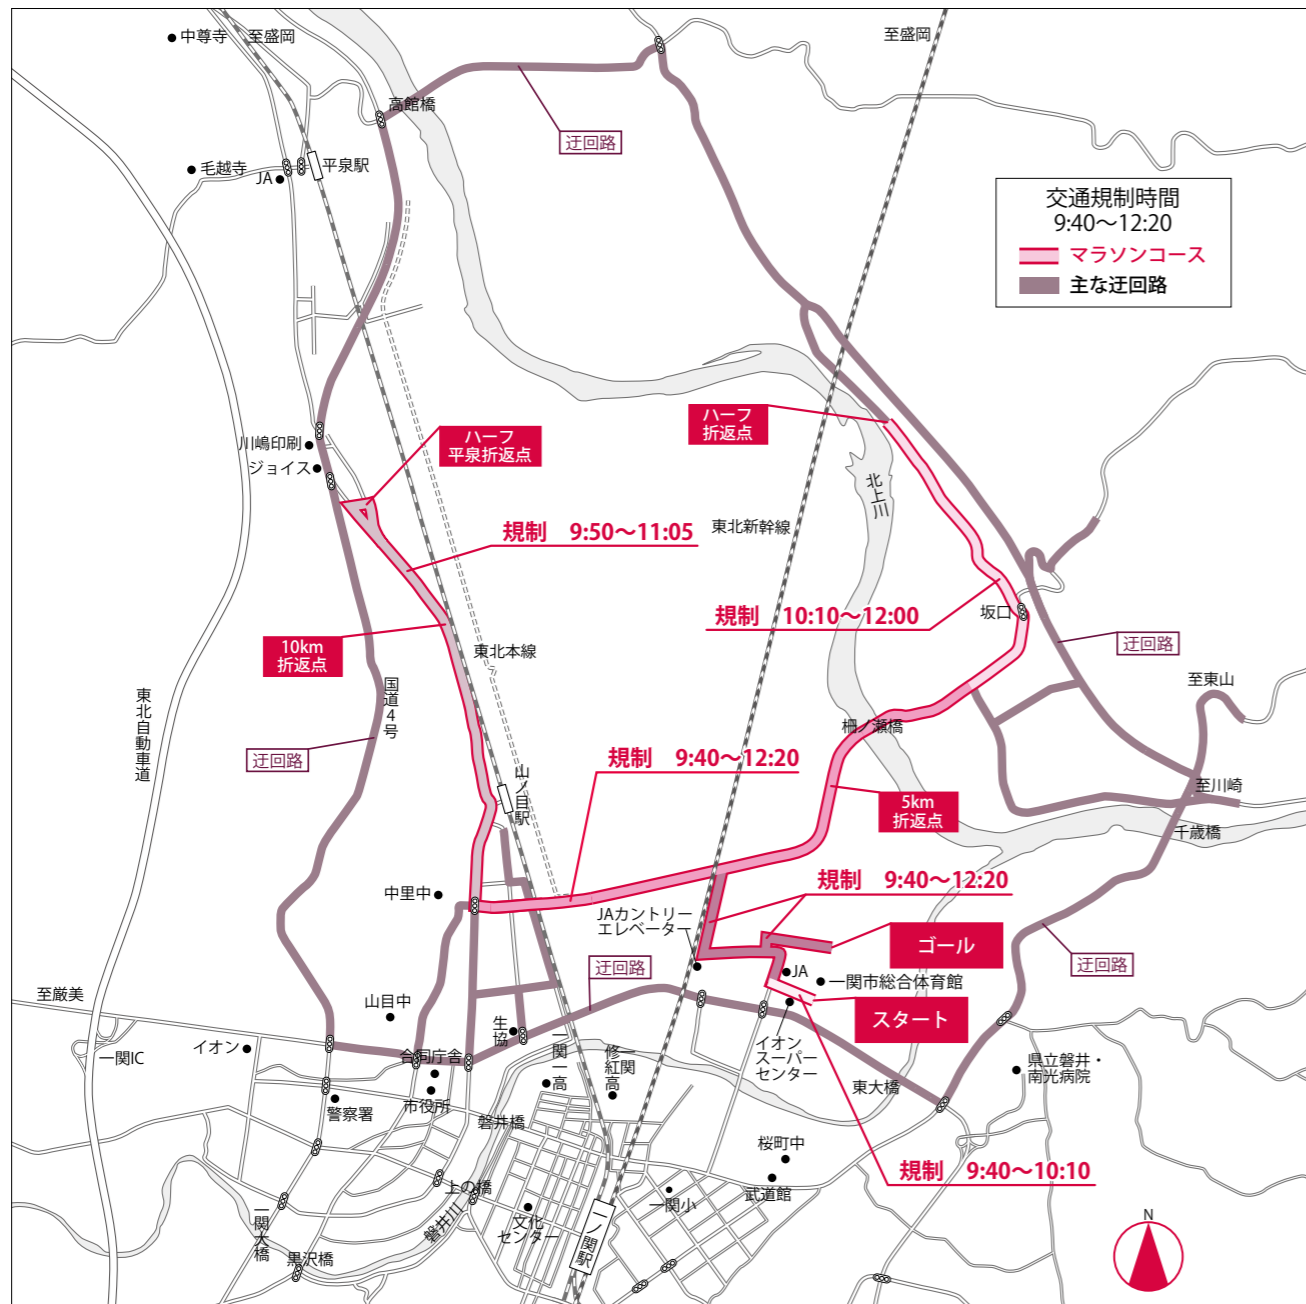 中尊寺
至盛岡
至盛岡
高館橋
迂回路
毛越寺
JA
平泉駅
交通規制時間
9:40～12:20
マラソンコース
主な迂回路
ハーフ
折返点
川嶋印刷
ジョイス
ハーフ
平泉折返点
北上川
規制　9:50～11:05
東北新幹線
規制　10:10～12:00
坂口
10km
折返点
東北本線
迂回路
至東山
東北自動車道
国道4号
柵ノ瀬橋
迂回路
規制　9:40～12:20
山ノ目駅
至川崎
5km
折返点
千歳橋
中里中
規制　9:40～12:20
JAカントリー
エレベーター
ゴール
迂回路
迂回路
JA
一関市総合体育館
至厳美
山目中
スタート
生協
一関IC
イオン
合同庁舎
一関一高
一関
修紅高
イオン
スーパー
センター
県立磐井・
南光病院
東大橋
市役所
警察署
磐井橋
桜町中
規制　9:40～10:10
上の橋
武道館
一関小
一関大橋
磐井川
文化
センター
一ノ関駅
黒沢橋
N